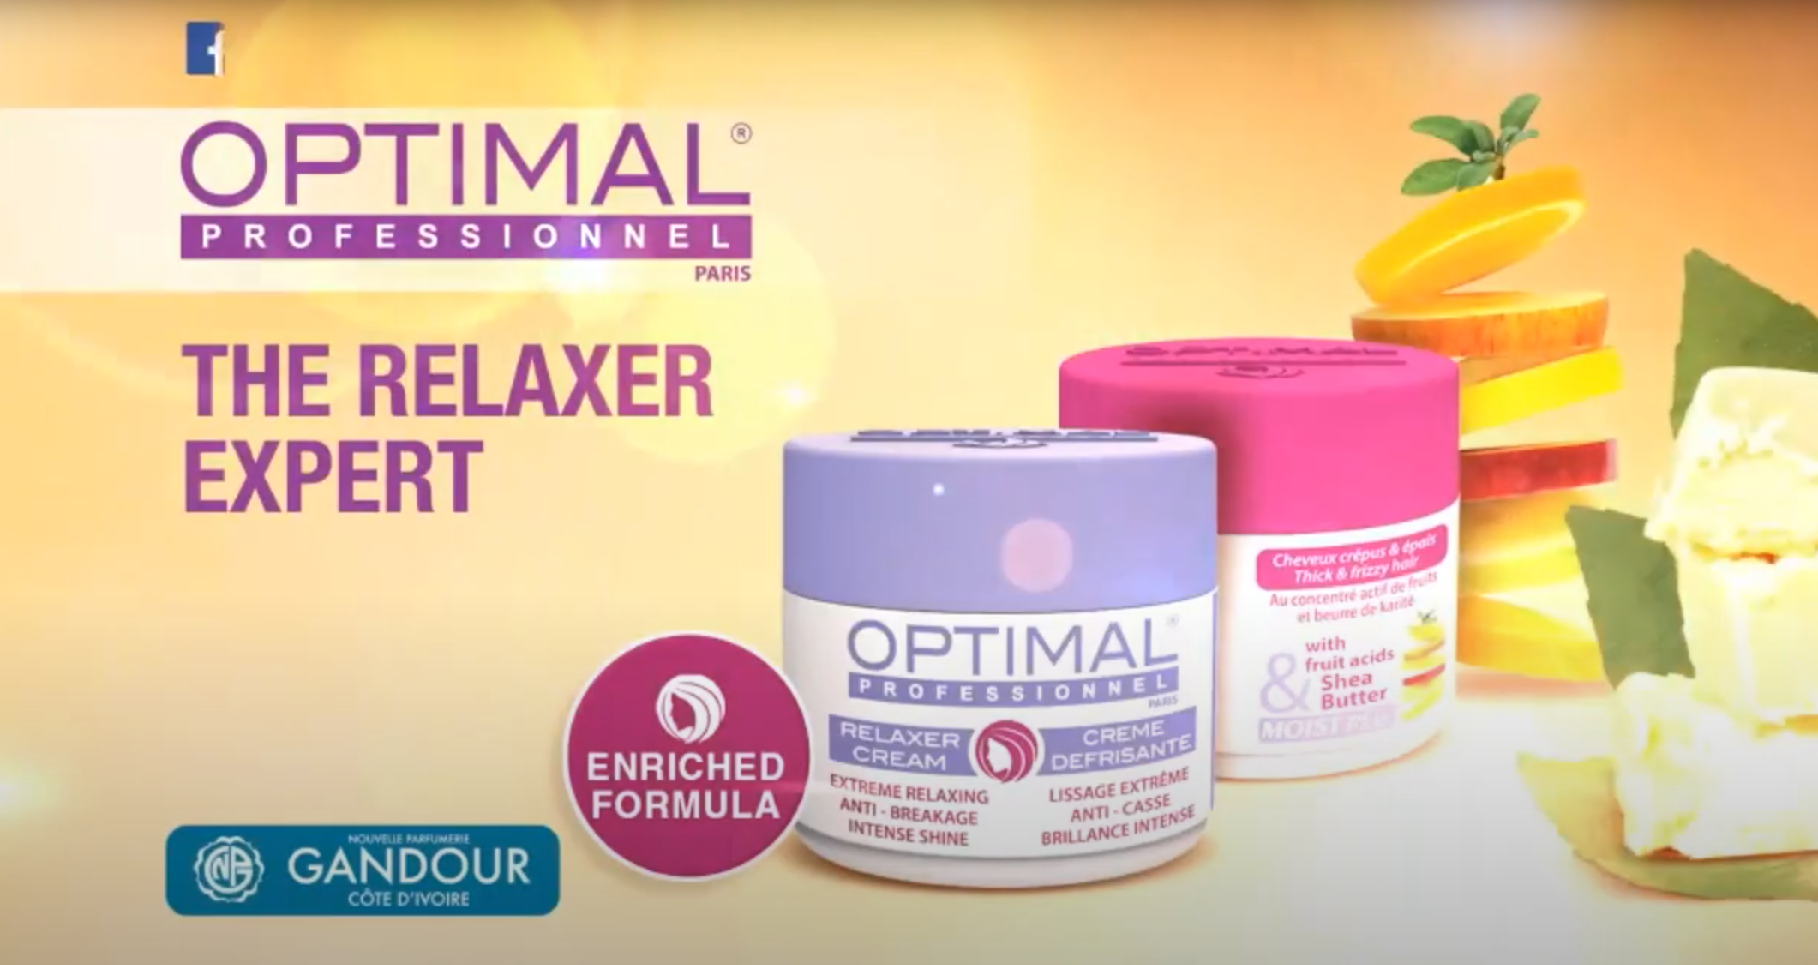 OPTIMAL®
PROFESSIONNEL
PARIS
THE RELAXER
EXPERT
ENRICHED
FORMULA
NOUVELLE PARFUMERIE
GANDOUR
CÔTE D'IVOIRE
OPTIMAL®
PROFESSIONNEL
PARIS
RELAXER
CREAM
CREME
DEFRISANTE
EXTREME RELAXING
ANTI - BREAKAGE
INTENSE SHINE
LISSAGE EXTRÊME
ANTI - CASSE
BRILLANCE INTENSE
Cheveux crépus & épais
Thick & frizzy hair
Au concentré actif de fruits
et beurre de karité
with
fruit acids
& Shea
Butter
MOIST